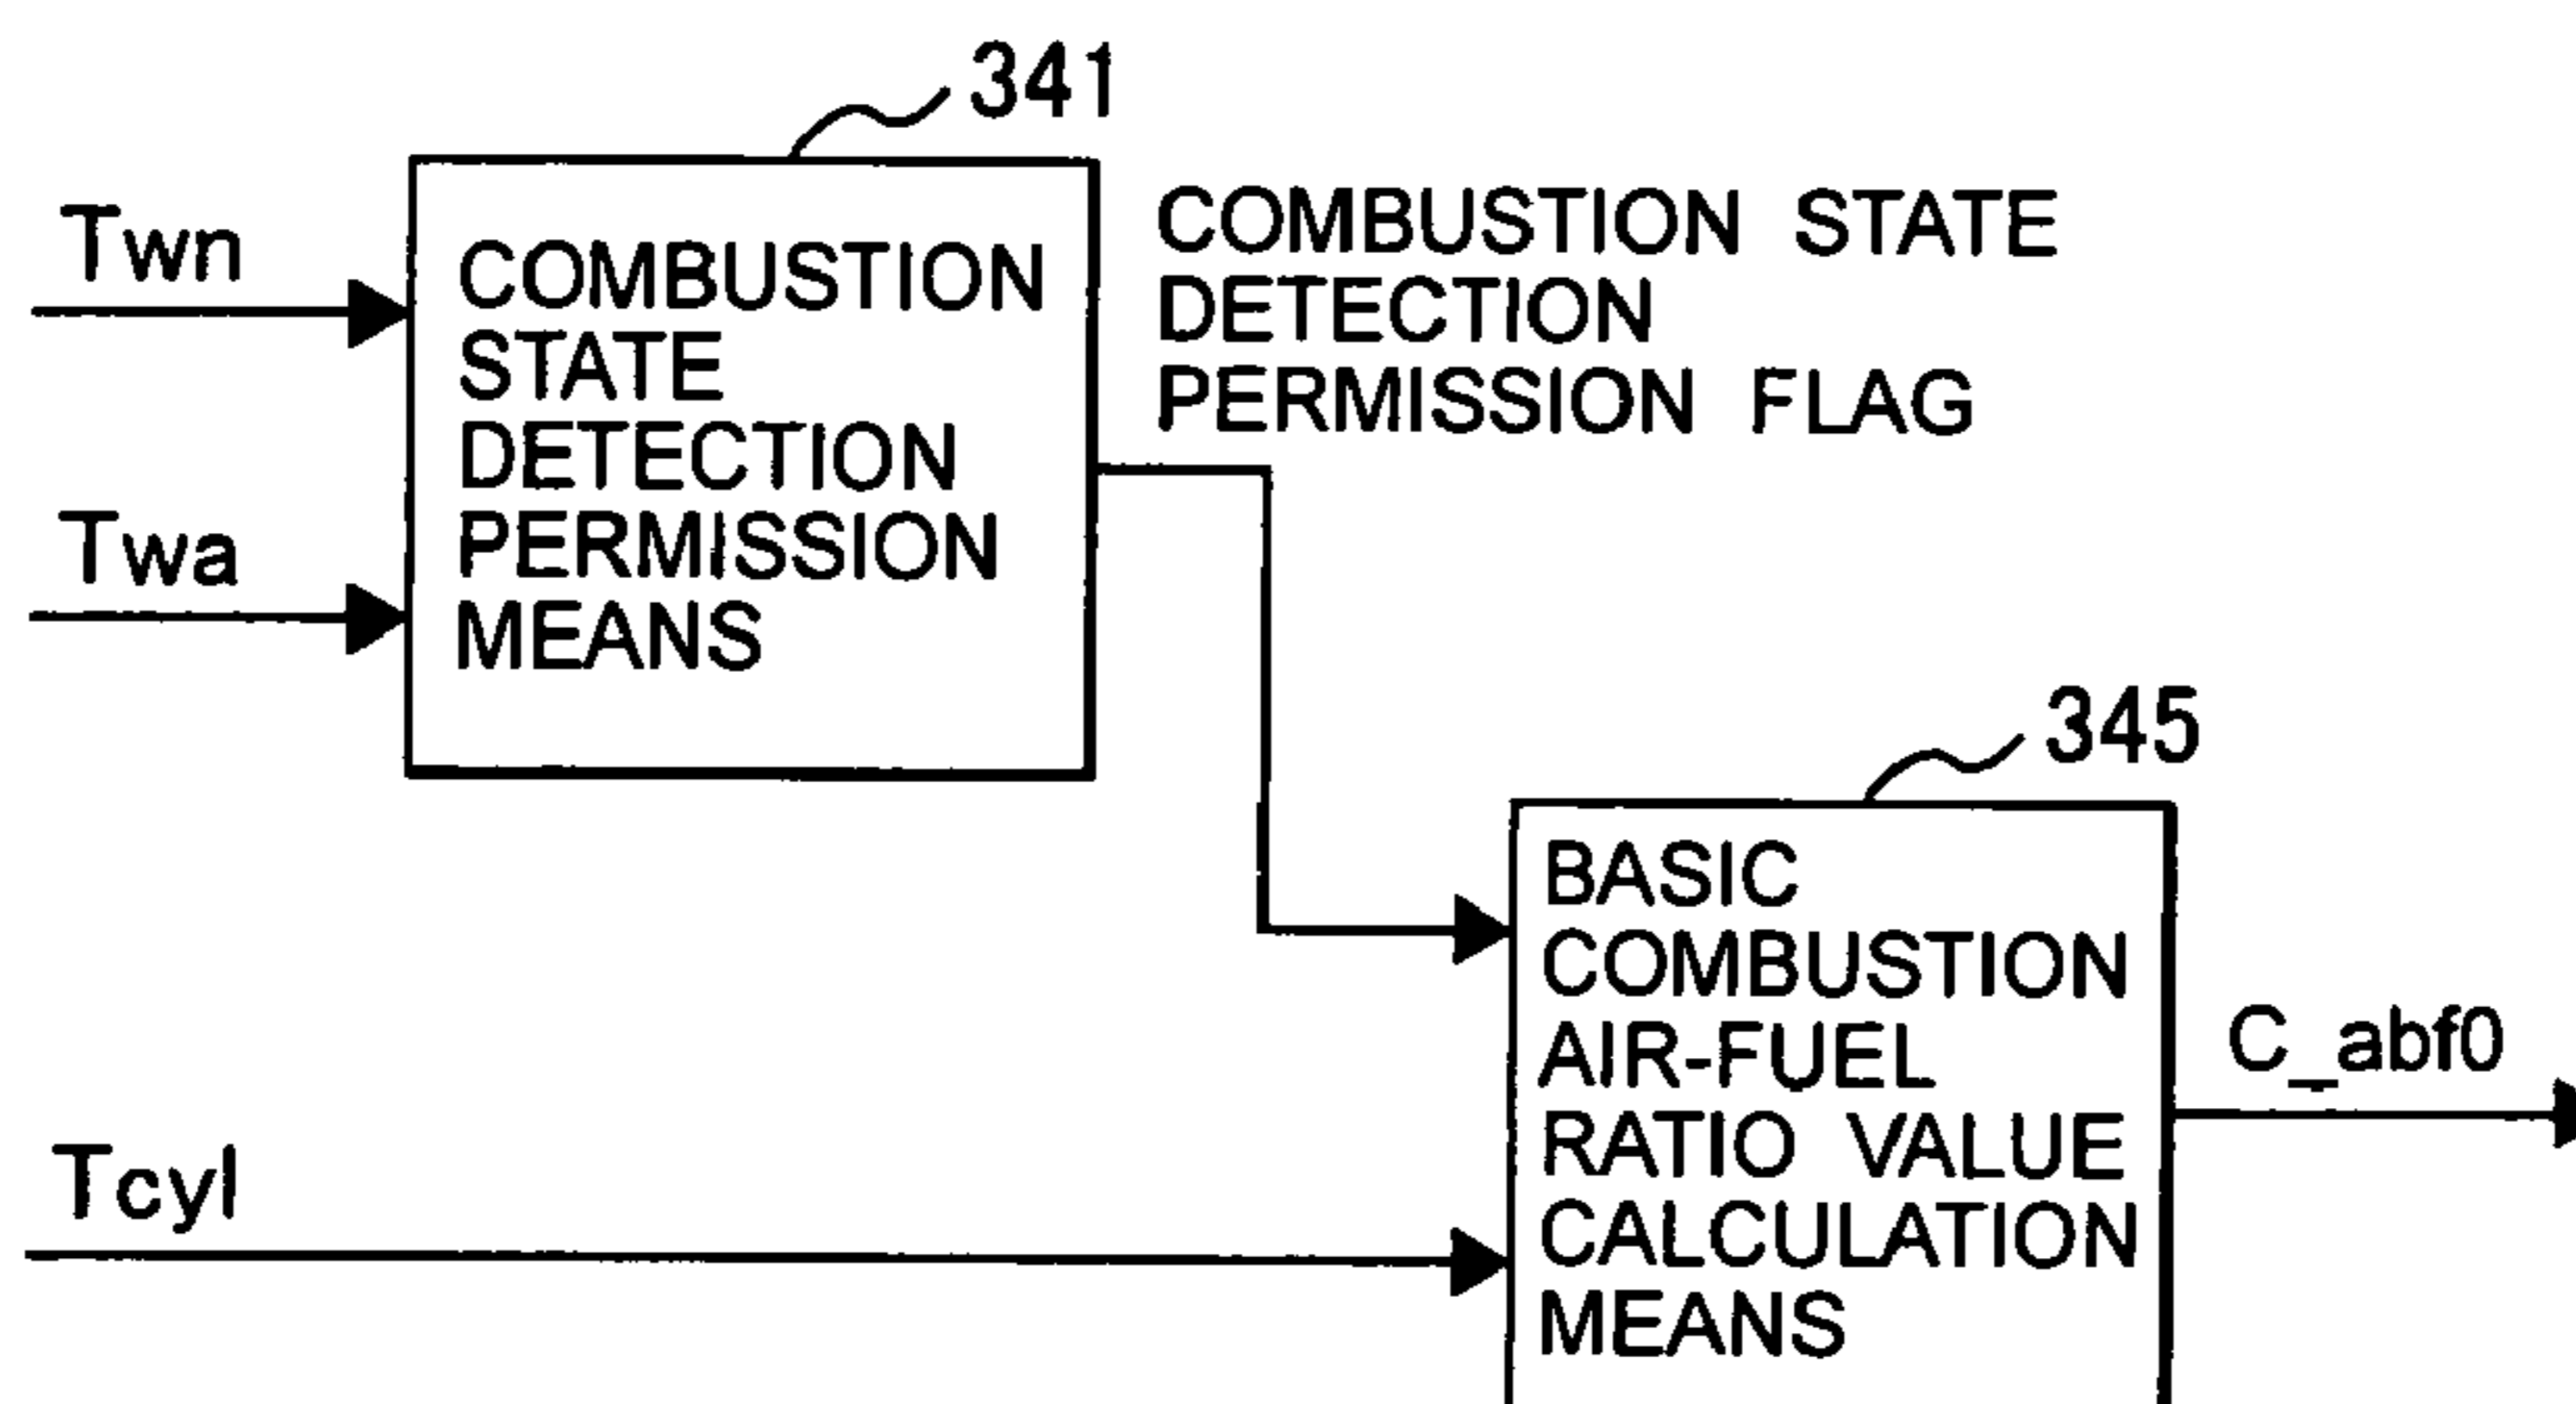 341
Twn
COMBUSTION
STATE
DETECTION
PERMISSION
MEANS
Twa
COMBUSTION STATE
DETECTION
PERMISSION FLAG
345
BASIC
COMBUSTION
AIR-FUEL
RATIO VALUE
CALCULATION
MEANS
Tcyl
C_abf0